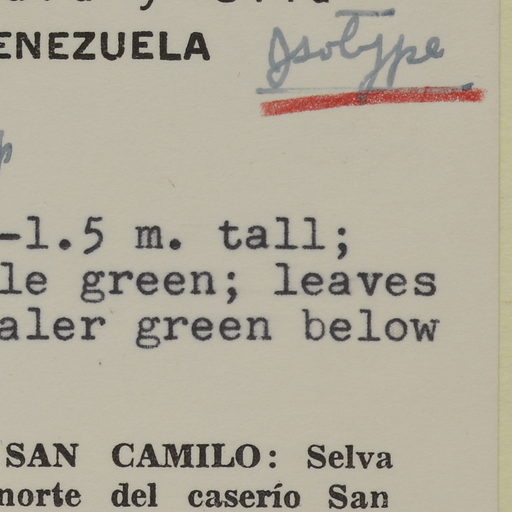 ENEZUELA
Isotype
-1.5 m. tall;
le green; leaves
aler green below
SAN CAMILO: Selva
norte del caserío San